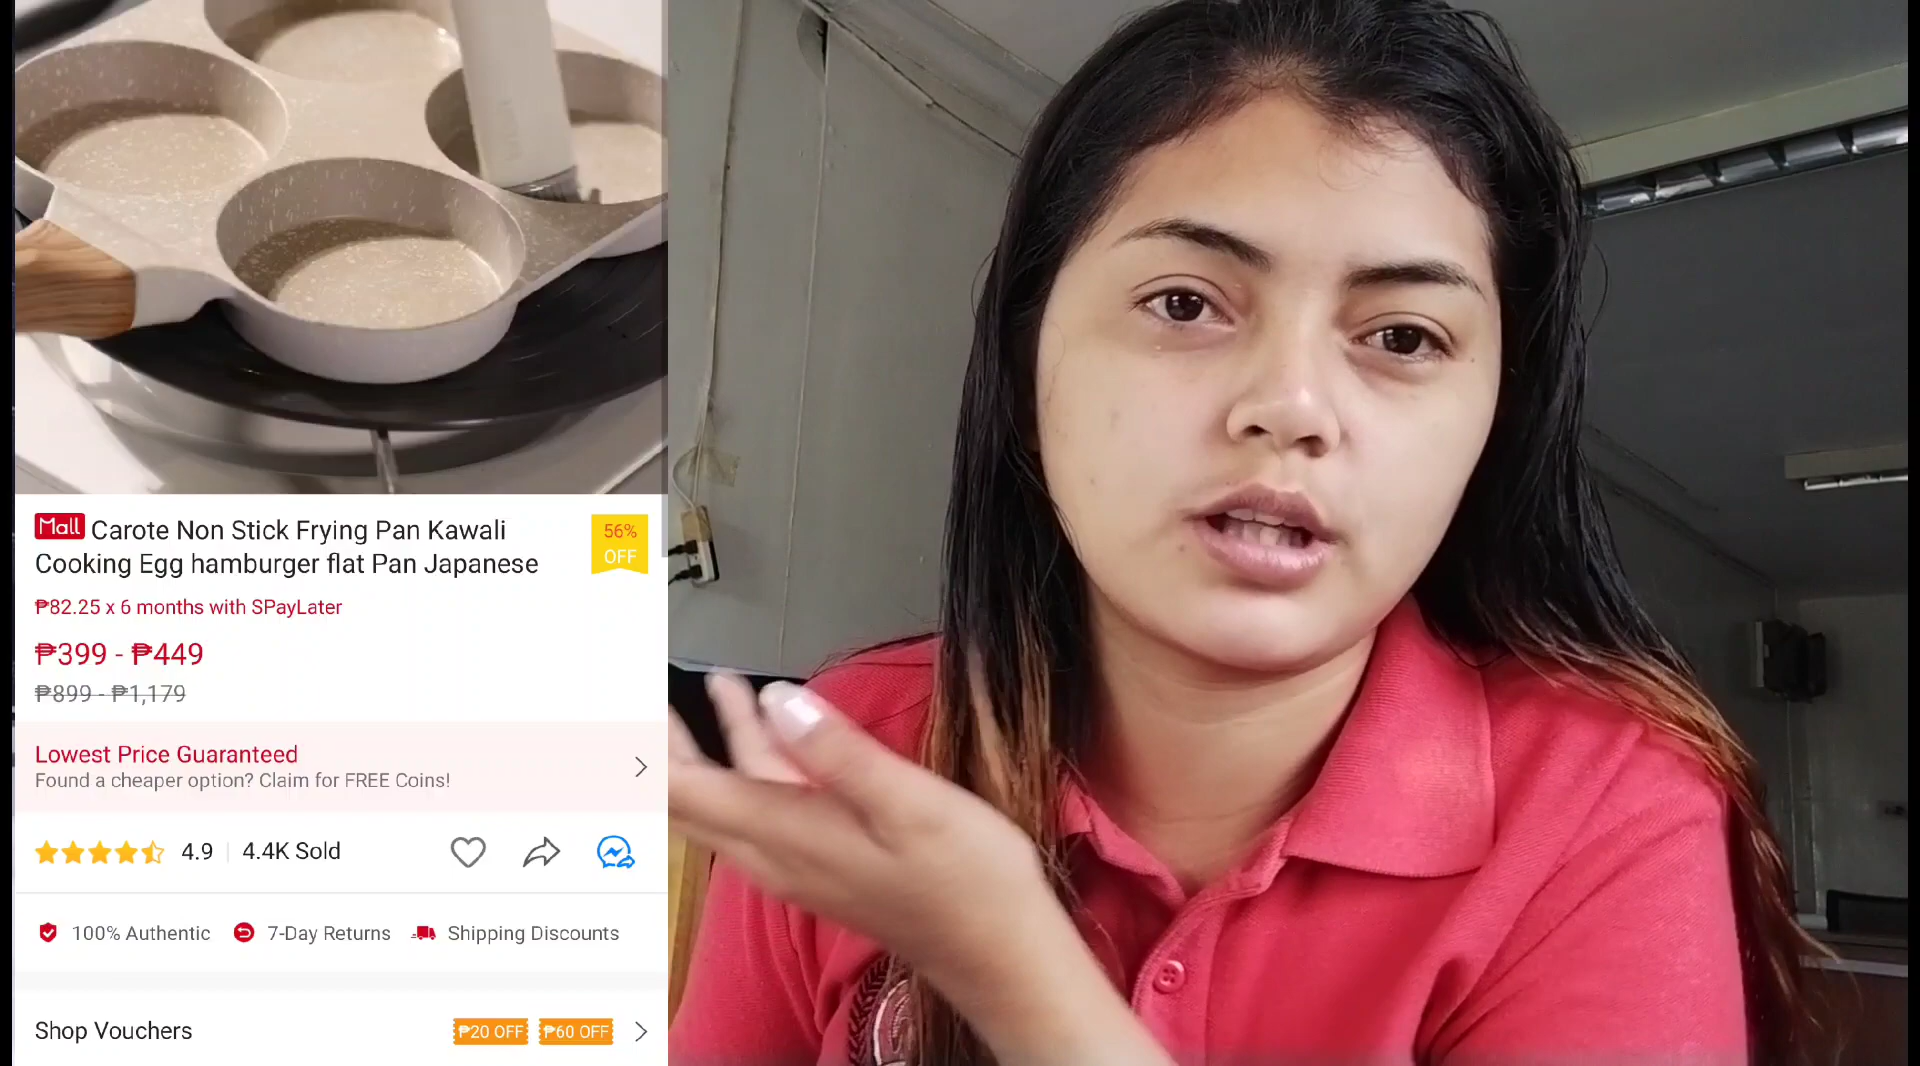 Mall Carote Non Stick Frying Pan Kawali
Cooking Egg hamburger flat Pan Japanese
56%
OFF
₱82.25 x 6 months with SPayLater
₱399 - ₱449
₱899 - ₱1,179
Lowest Price Guaranteed
Found a cheaper option? Claim for FREE Coins!
4.9
4.4K Sold
100% Authentic
7-Day Returns
Shipping Discounts
Shop Vouchers
₱20 OFF
₱60 OFF